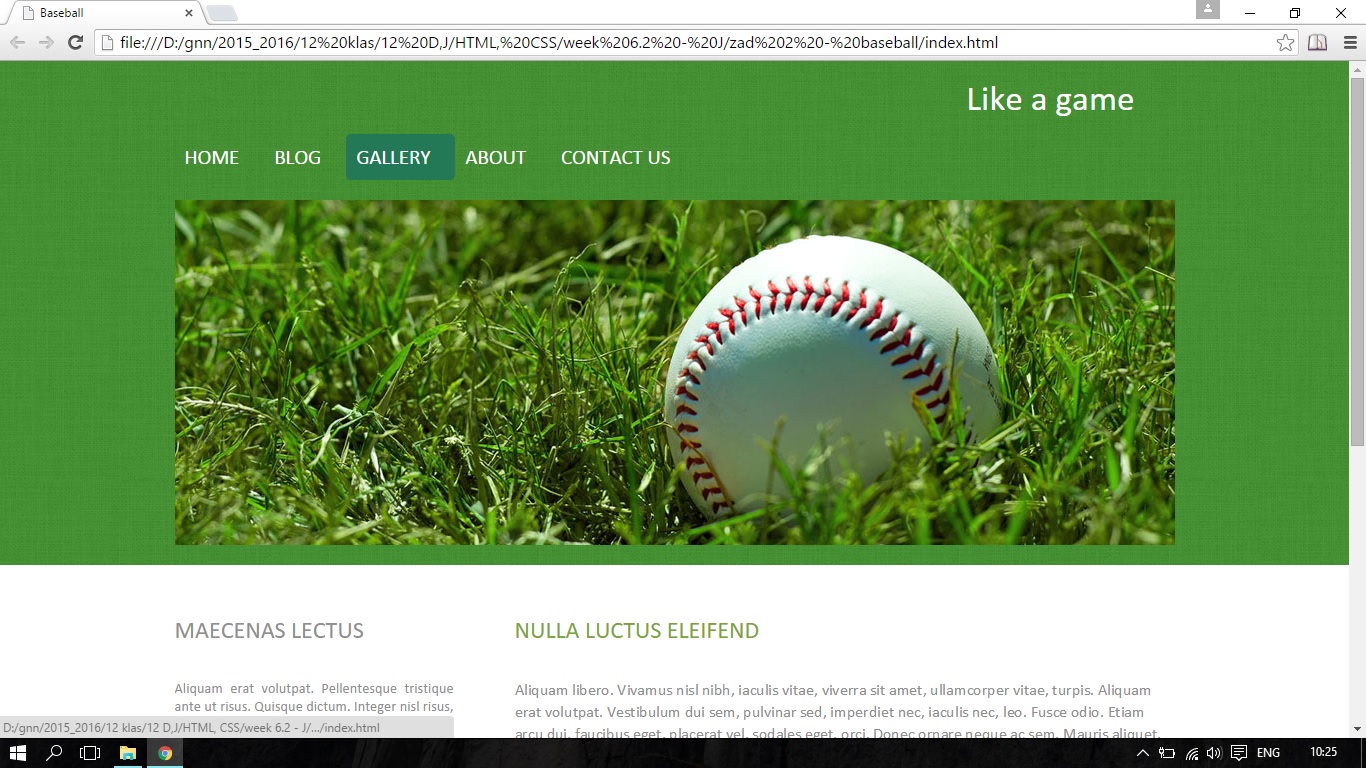 Baseball
file:///D:/gnn/2015_2016/12%20klas/12%20D,J/HTML,%20CSS/week%206.2%20-%20J/zad%202%20-%20baseball/index.html
Like a game
HOME BLOG GALLERY ABOUT CONTACT US
MAECENAS LECTUS
Aliquam erat volutpat. Pellentesque tristique
ante ut risus. Quisque dictum. Integer nisl risus,
NULLA LUCTUS ELEIFEND
Aliquam libero. Vivamus nisl nibh, iaculis vitae, viverra sit amet, ullamcorper vitae, turpis. Aliquam
erat volutpat. Vestibulum dui sem, pulvinar sed, imperdiet nec, iaculis nec, leo. Fusce odio. Etiam
arcu dui, faucibus eget, placerat vel, sodales eget, orci. Donec ornare neque ac sem. Mauris aliquet.
D:/gnn/2015_2016/12 klas/12 D,J/HTML, CSS/week 6.2 - J/.../index.html
ENG 10:25